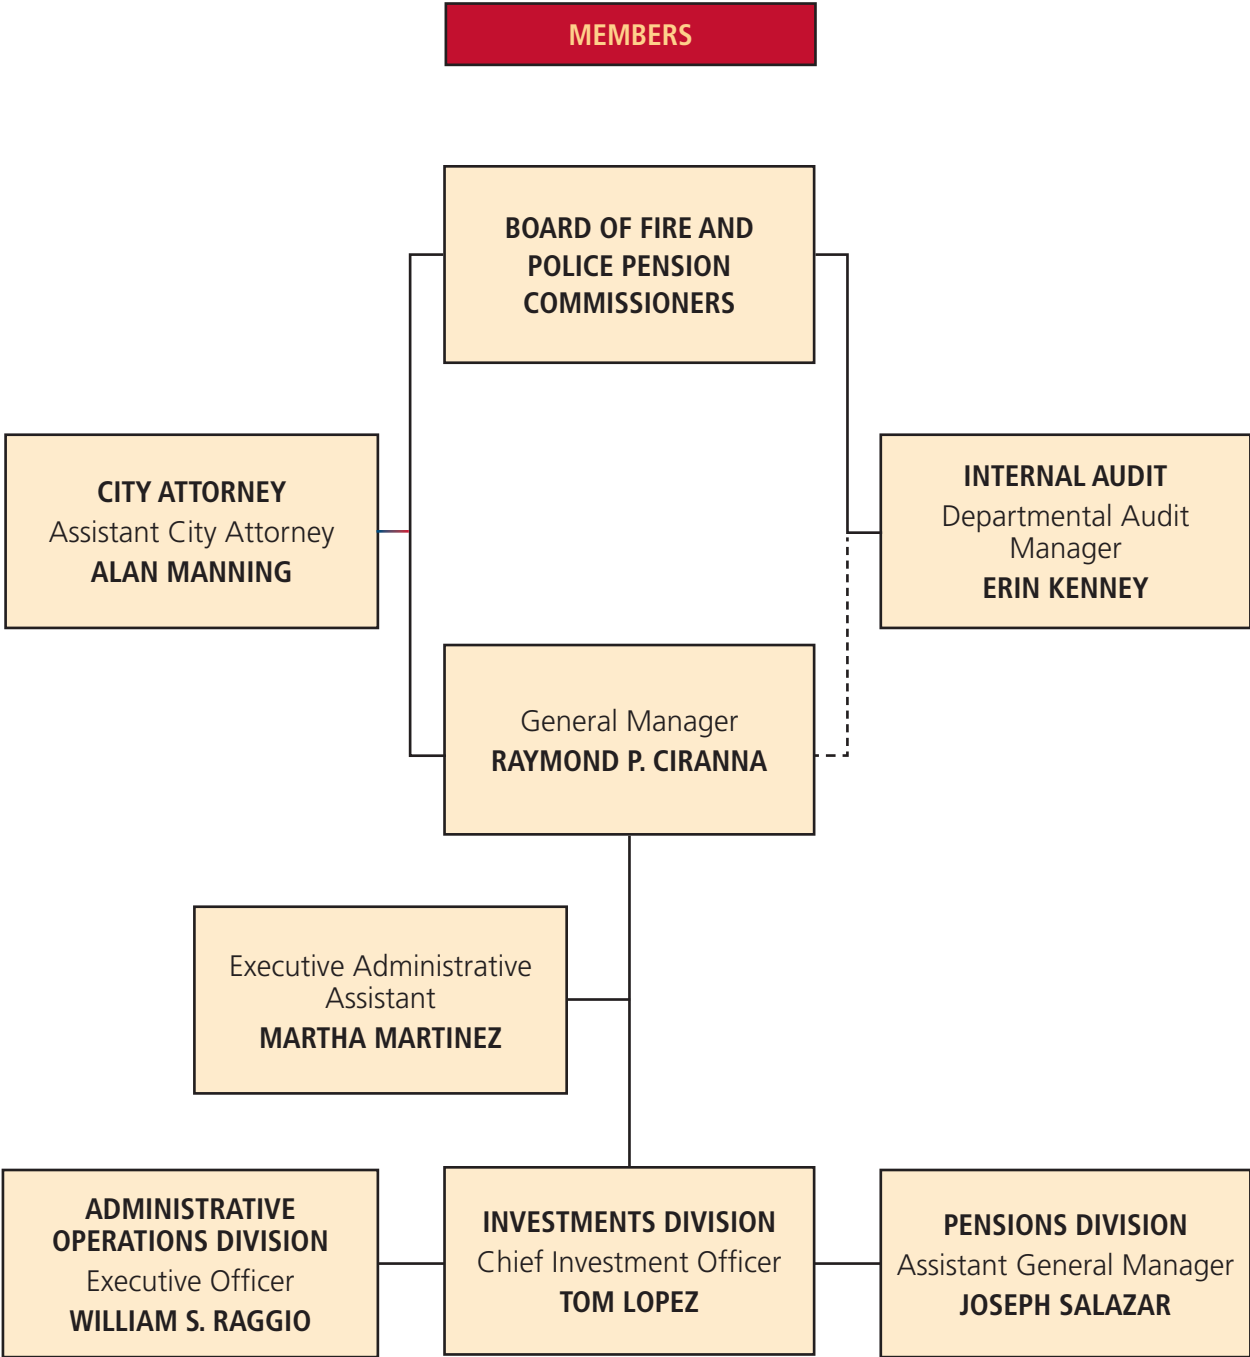 MEMBERS
BOARD OF FIRE AND
POLICE PENSION
COMMISSIONERS
CITY ATTORNEY
Assistant City Attorney
ALAN MANNING
INTERNAL AUDIT
Departmental Audit
Manager
ERIN KENNEY
General Manager
RAYMOND P. CIRANNA
Executive Administrative
Assistant
MARTHA MARTINEZ
ADMINISTRATIVE
OPERATIONS DIVISION
Executive Officer
WILLIAM S. RAGGIO
INVESTMENTS DIVISION
Chief Investment Officer
TOM LOPEZ
PENSIONS DIVISION
Assistant General Manager
JOSEPH SALAZAR